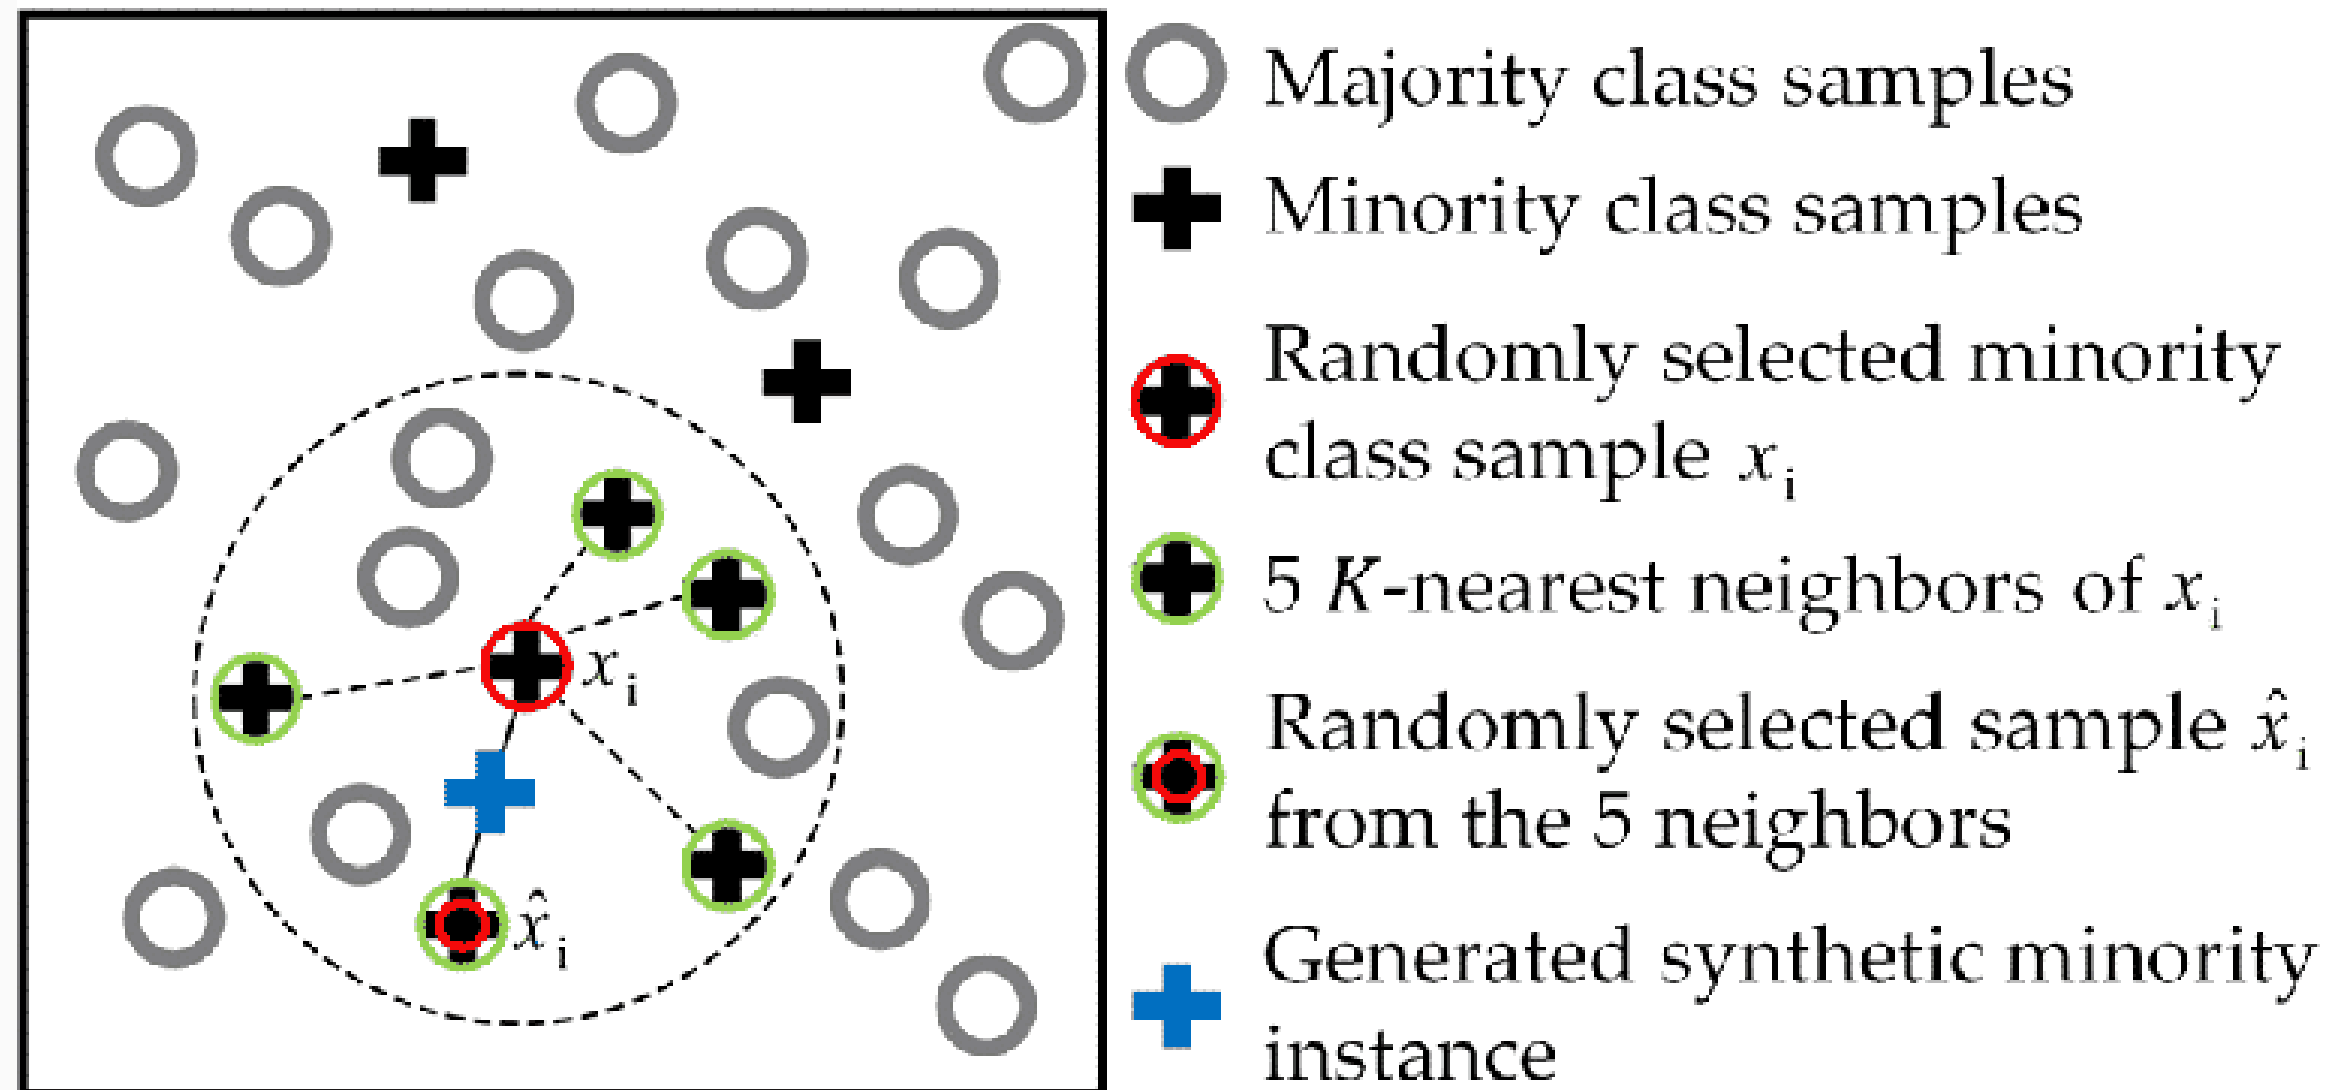 Majority class samples
Minority class samples
Randomly selected minority
class sample xi
5 K-nearest neighbors of xi
Randomly selected sample x̂i
from the 5 neighbors
Generated synthetic minority
instance
xi
x̂i